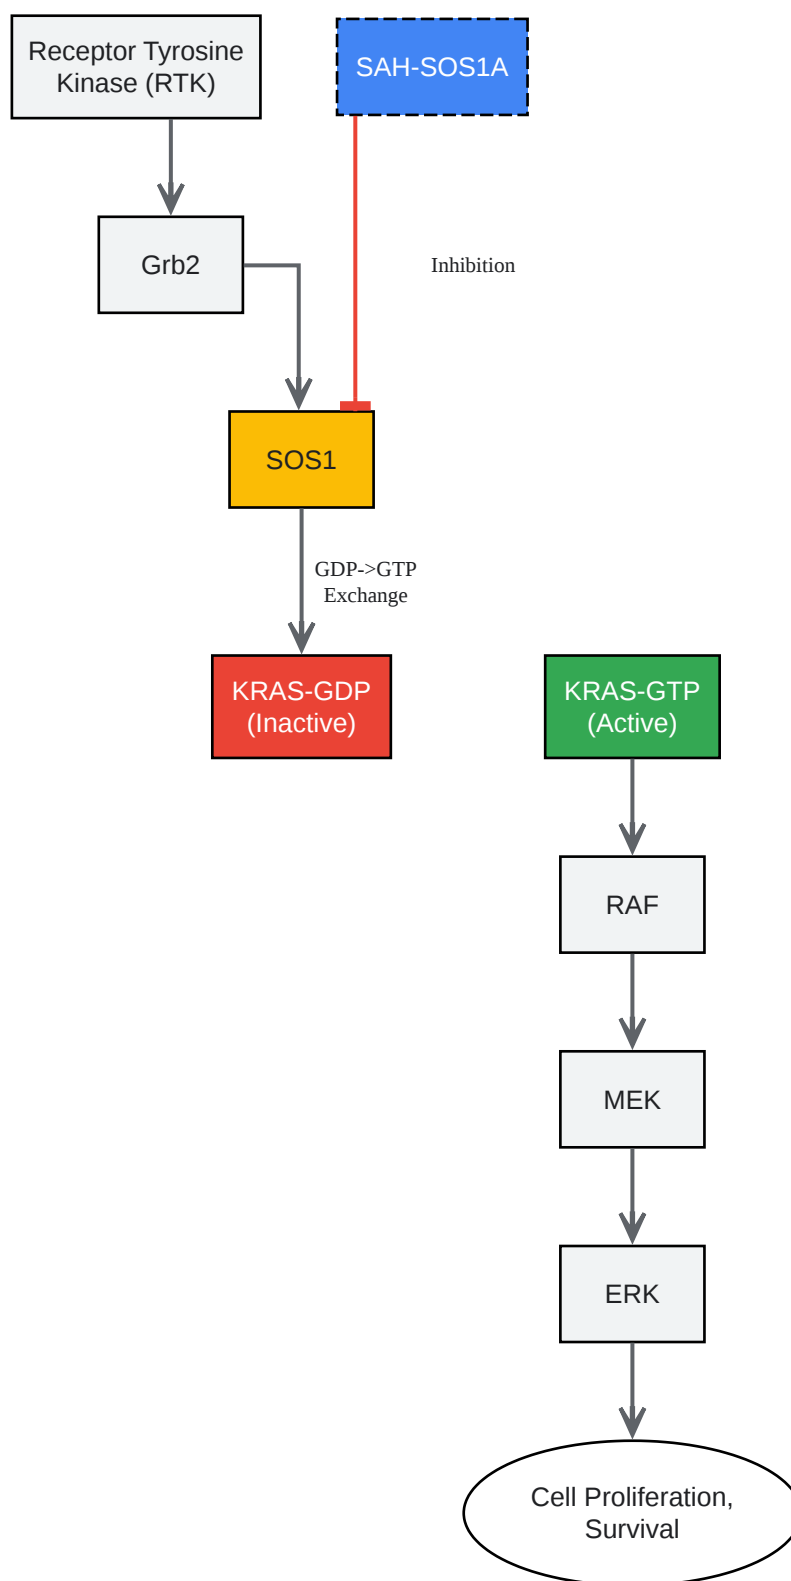 Receptor Tyrosine
Kinase (RTK)
SAH-SOS1A
Grb2
Inhibition
SOS1
GDP->GTP
Exchange
KRAS-GDP
(Inactive)
KRAS-GTP
(Active)
RAF
MEK
ERK
Cell Proliferation,
Survival